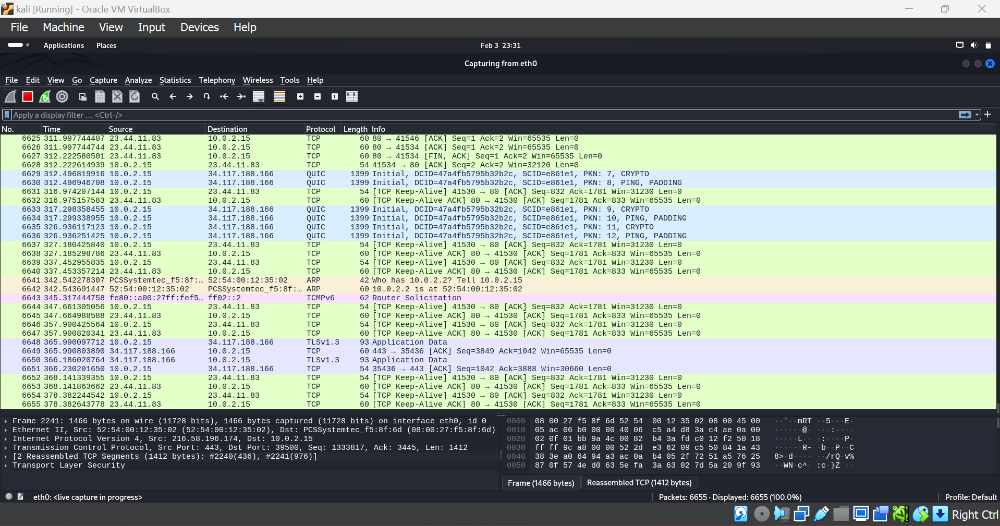 kali [Running] - Oracle VM VirtualBox
File Machine View Input Devices Help
Applications Places Feb 3 23:31
Capturing from eth0
File Edit View Go Capture Analyze Statistics Telephony Wireless Tools Help
Apply a display filter … <Ctrl-/>
No. Time Source Destination Protocol Length Info
6625 311.997744407 23.44.11.83 10.0.2.15 TCP 60 80 → 41546 [ACK] Seq=1 Ack=2 Win=65535 Len=0
6626 311.997744744 23.44.11.83 10.0.2.15 TCP 60 80 → 41534 [ACK] Seq=1 Ack=2 Win=65535 Len=0
6627 312.222580501 23.44.11.83 10.0.2.15 TCP 60 80 → 41534 [FIN, ACK] Seq=1 Ack=2 Win=65535 Len=0
6628 312.222614939 10.0.2.15 23.44.11.83 TCP 54 41534 → 80 [ACK] Seq=2 Ack=2 Win=32120 Len=0
6629 312.496819916 10.0.2.15 34.117.188.166 QUIC 1399 Initial, DCID=47a4fb5795b32b2c, SCID=e861e1, PKN: 7, CRYPTO
6630 312.496946708 10.0.2.15 34.117.188.166 QUIC 1399 Initial, DCID=47a4fb5795b32b2c, SCID=e861e1, PKN: 8, PING, PADDING
6631 316.974207144 10.0.2.15 23.44.11.83 TCP 54 [TCP Keep-Alive] 41530 → 80 [ACK] Seq=832 Ack=1781 Win=31230 Len=0
6632 316.975157583 23.44.11.83 10.0.2.15 TCP 60 [TCP Keep-Alive ACK] 80 → 41530 [ACK] Seq=1781 Ack=833 Win=65535 Len=0
6633 317.298358455 10.0.2.15 34.117.188.166 QUIC 1399 Initial, DCID=47a4fb5795b32b2c, SCID=e861e1, PKN: 9, CRYPTO
6634 317.299338955 10.0.2.15 34.117.188.166 QUIC 1399 Initial, DCID=47a4fb5795b32b2c, SCID=e861e1, PKN: 10, PING, PADDING
6635 326.936117123 10.0.2.15 34.117.188.166 QUIC 1399 Initial, DCID=47a4fb5795b32b2c, SCID=e861e1, PKN: 11, CRYPTO
6636 326.936251425 10.0.2.15 34.117.188.166 QUIC 1399 Initial, DCID=47a4fb5795b32b2c, SCID=e861e1, PKN: 12, PING, PADDING
6637 327.180425840 10.0.2.15 23.44.11.83 TCP 54 [TCP Keep-Alive] 41530 → 80 [ACK] Seq=832 Ack=1781 Win=31230 Len=0
6638 327.185298786 23.44.11.83 10.0.2.15 TCP 60 [TCP Keep-Alive ACK] 80 → 41530 [ACK] Seq=1781 Ack=833 Win=65535 Len=0
6639 337.452955835 10.0.2.15 23.44.11.83 TCP 54 [TCP Keep-Alive] 41530 → 80 [ACK] Seq=832 Ack=1781 Win=31230 Len=0
6640 337.453357214 23.44.11.83 10.0.2.15 TCP 60 [TCP Keep-Alive ACK] 80 → 41530 [ACK] Seq=1781 Ack=833 Win=65535 Len=0
6641 342.542278307 PCSSystemtec_f5:8f:… 52:54:00:12:35:02 ARP 42 Who has 10.0.2.2? Tell 10.0.2.15
6642 342.543691447 52:54:00:12:35:02 PCSSystemtec_f5:8f:… ARP 60 10.0.2.2 is at 52:54:00:12:35:02
6643 345.317444758 fe80::a00:27ff:fef5… ff02::2 ICMPv6 62 Router Solicitation
6644 347.661305056 10.0.2.15 23.44.11.83 TCP 54 [TCP Keep-Alive] 41530 → 80 [ACK] Seq=832 Ack=1781 Win=31230 Len=0
6645 347.664988588 23.44.11.83 10.0.2.15 TCP 60 [TCP Keep-Alive ACK] 80 → 41530 [ACK] Seq=1781 Ack=833 Win=65535 Len=0
6646 357.900425564 10.0.2.15 23.44.11.83 TCP 54 [TCP Keep-Alive] 41530 → 80 [ACK] Seq=832 Ack=1781 Win=31230 Len=0
6647 357.900820341 23.44.11.83 10.0.2.15 TCP 60 [TCP Keep-Alive ACK] 80 → 41530 [ACK] Seq=1781 Ack=833 Win=65535 Len=0
6648 365.990097712 10.0.2.15 34.117.188.166 TLSv1.3 93 Application Data
6649 365.990803890 34.117.188.166 10.0.2.15 TCP 60 443 → 35436 [ACK] Seq=3849 Ack=1042 Win=65535 Len=0
6650 366.186020764 34.117.188.166 10.0.2.15 TLSv1.3 93 Application Data
6651 366.230201650 10.0.2.15 34.117.188.166 TCP 54 35436 → 443 [ACK] Seq=1042 Ack=3888 Win=30660 Len=0
6652 368.141339355 10.0.2.15 23.44.11.83 TCP 54 [TCP Keep-Alive] 41530 → 80 [ACK] Seq=832 Ack=1781 Win=31230 Len=0
6653 368.141863662 23.44.11.83 10.0.2.15 TCP 60 [TCP Keep-Alive ACK] 80 → 41530 [ACK] Seq=1781 Ack=833 Win=65535 Len=0
6654 378.382244542 10.0.2.15 23.44.11.83 TCP 54 [TCP Keep-Alive] 41530 → 80 [ACK] Seq=832 Ack=1781 Win=31230 Len=0
6655 378.382643778 23.44.11.83 10.0.2.15 TCP 60 [TCP Keep-Alive ACK] 80 → 41530 [ACK] Seq=1781 Ack=833 Win=65535 Len=0
Frame 2241: 1466 bytes on wire (11728 bits), 1466 bytes captured (11728 bits) on interface eth0, id 0
Ethernet II, Src: 52:54:00:12:35:02 (52:54:00:12:35:02), Dst: PCSSystemtec_f5:8f:6d (08:00:27:f5:8f:6d)
Internet Protocol Version 4, Src: 216.58.196.174, Dst: 10.0.2.15
Transmission Control Protocol, Src Port: 443, Dst Port: 39500, Seq: 1333817, Ack: 3445, Len: 1412
[2 Reassembled TCP Segments (1412 bytes): #2240(436), #2241(976)]
Transport Layer Security
0000 08 00 27 f5 8f 6d 52 54 00 12 35 02 08 00 45 00 ··'··mRT ··5···E·
0010 05 ac 06 b0 00 00 40 06 c5 a4 d8 3a c4 ae 0a 00 ······@· ···:····
0020 02 0f 01 bb 9a 4c 00 82 b4 3a fd c0 12 f2 50 18 ·····L·· ·:····P·
0030 ff ff 9c a8 00 00 52 2d e3 62 09 c5 50 84 1a 43 ······R- ·b··P··C
0040 38 3e a0 64 94 a3 ac 0a b4 05 2f 72 51 a5 76 25 8>·d···· ··/rQ·v%
0050 87 0f 57 4e d0 63 5e fa 3a 63 02 7d 5a 20 9f 93 ··WN·c^· :c·}Z ··
Frame (1466 bytes) Reassembled TCP (1412 bytes)
eth0: <live capture in progress> Packets: 6655 · Displayed: 6655 (100.0%) Profile: Default
Right Ctrl